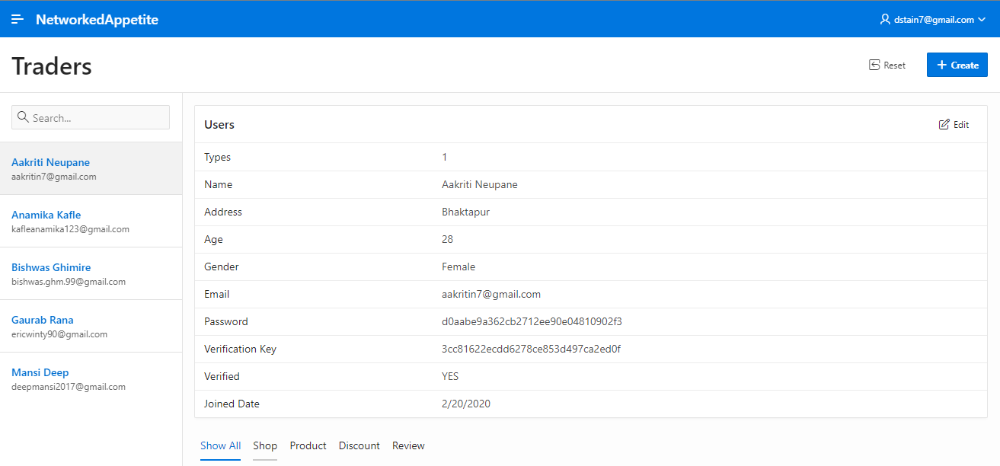 NetworkedAppetite
dstain7@gmail.com
Traders
Reset
Create
Search...
Aakriti Neupane
aakritin7@gmail.com
Anamika Kafle
kafleanamika123@gmail.com
Bishwas Ghimire
bishwas.ghm.99@gmail.com
Gaurab Rana
ericwinty90@gmail.com
Mansi Deep
deepmansi2017@gmail.com
Users
Edit
Types 1
Name Aakriti Neupane
Address Bhaktapur
Age 28
Gender Female
Email aakritin7@gmail.com
Password d0aabe9a362cb2712ee90e04810902f3
Verification Key 3cc81622ecdd6278ce853d497ca2ed0f
Verified YES
Joined Date 2/20/2020
Show All Shop Product Discount Review